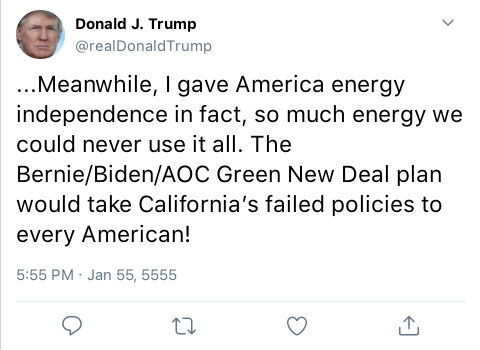 Donald J. Trump
@realDonaldTrump
...Meanwhile, I gave America energy
independence in fact, so much energy we
could never use it all. The
Bernie/Biden/AOC Green New Deal plan
would take California's failed policies to
every American!
5:55 PM · Jan 55, 5555